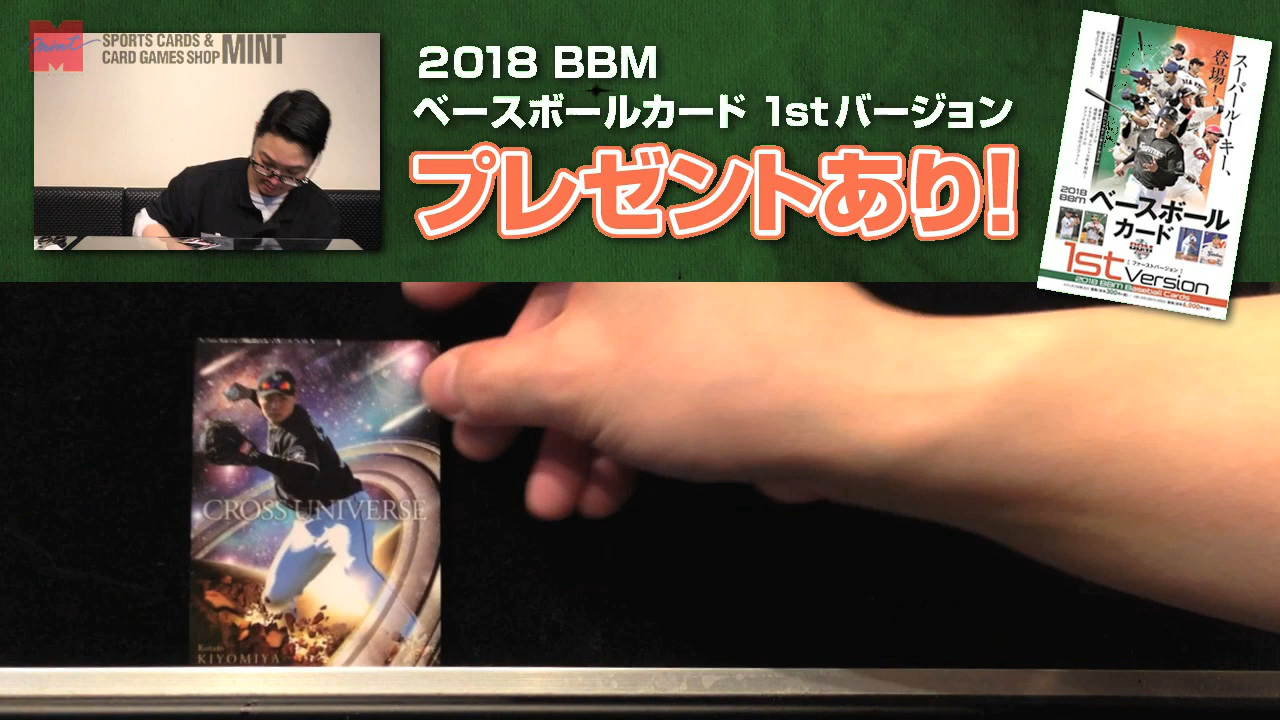 mint
SPORTS CARDS &
CARD GAMES SHOP MINT
2018 BBM
ベースボールカード 1stバージョン
プレゼントあり!
スーパールーキー、
登場!
2018
BBM
ベースボール
カード
1st Version
[ファーストバージョン]
2018 BBM Baseball Cards
CROSS UNIVERSE
Kotaro
KIYOMIYA